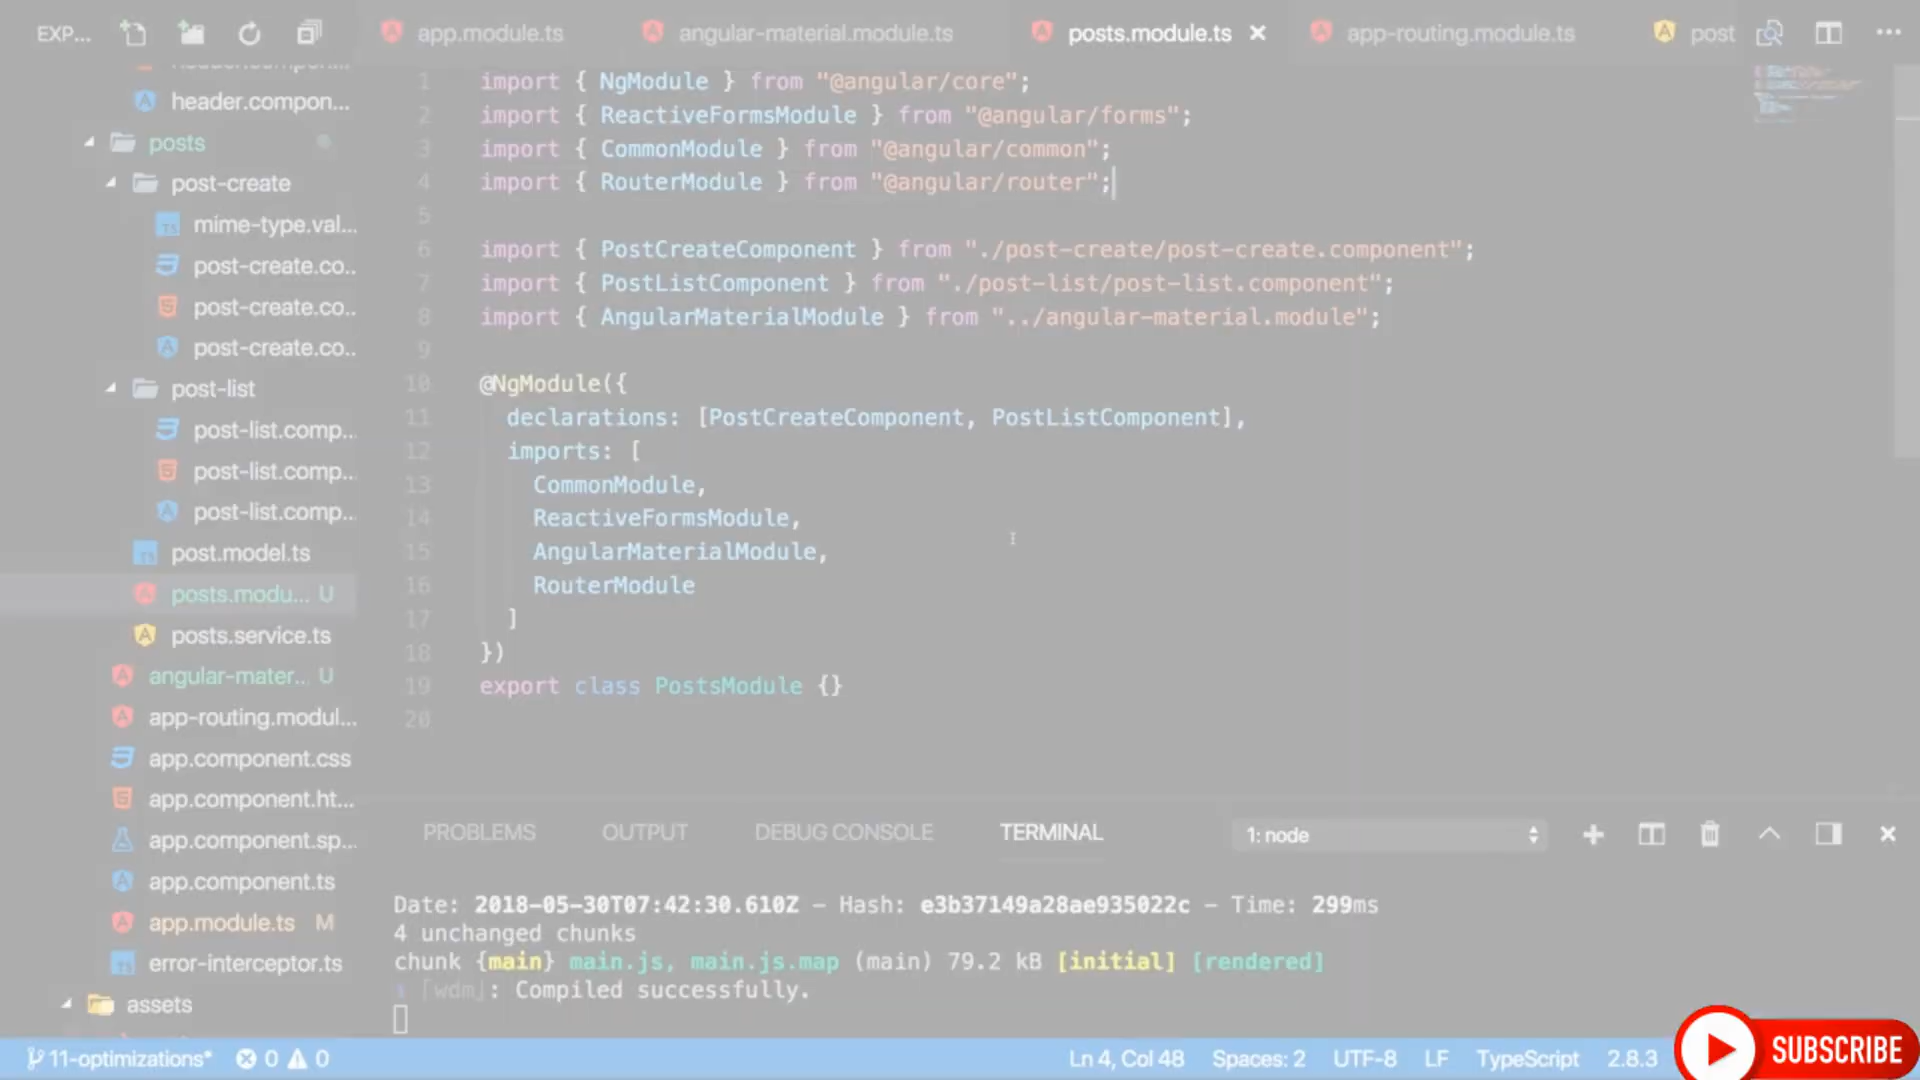 EXP...
app.module.ts
angular-material.module.ts
posts.module.ts
app-routing.module.ts
post
header.compon...
posts
post-create
mime-type.val...
post-create.co..
post-create.co..
post-create.co..
post-list
post-list.comp...
post-list.comp...
post-list.comp...
post.model.ts
posts.modu... U
posts.service.ts
angular-mater.. U
app-routing.modul...
app.component.css
app.component.ht...
app.component.sp...
app.component.ts
app.module.ts M
error-interceptor.ts
assets
1 import { NgModule } from "@angular/core";
2 import { ReactiveFormsModule } from "@angular/forms";
3 import { CommonModule } from "@angular/common";
4 import { RouterModule } from "@angular/router";
5
6 import { PostCreateComponent } from "./post-create/post-create.component";
7 import { PostListComponent } from "./post-list/post-list.component";
8 import { AngularMaterialModule } from "../angular-material.module";
9
10 @NgModule({
11 declarations: [PostCreateComponent, PostListComponent],
12 imports: [
13 CommonModule,
14 ReactiveFormsModule,
15 AngularMaterialModule,
16 RouterModule
17 ]
18 })
19 export class PostsModule {}
20
PROBLEMS OUTPUT DEBUG CONSOLE TERMINAL 1: node
Date: 2018-05-30T07:42:30.610Z - Hash: e3b37149a28ae935022c - Time: 299ms
4 unchanged chunks
chunk {main} main.js, main.js.map (main) 79.2 kB [initial] [rendered]
ℹ ｢wdm｣: Compiled successfully.
11-optimizations* 0 0 Ln 4, Col 48 Spaces: 2 UTF-8 LF TypeScript 2.8.3
SUBSCRIBE